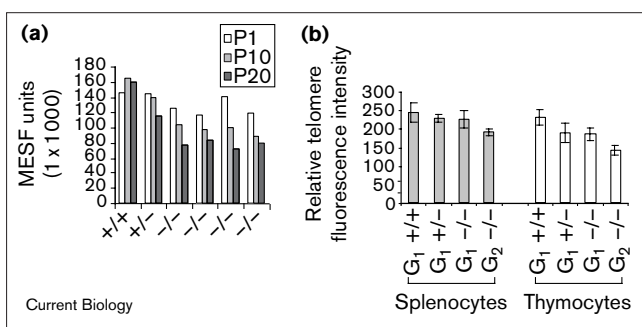 (a)
P1
P10
P20
MESF units
(1 x 1000)
180
160
140
120
100
80
60
40
20
0
+/+
+/−
−/−
−/−
−/−
−/−
Current Biology
(b)
Relative telomere
fluorescence intensity
300
250
200
150
100
50
0
G1 +/+
G1 +/−
G1 −/−
G2 −/−
G1 +/+
G1 +/−
G1 −/−
G2 −/−
Splenocytes
Thymocytes